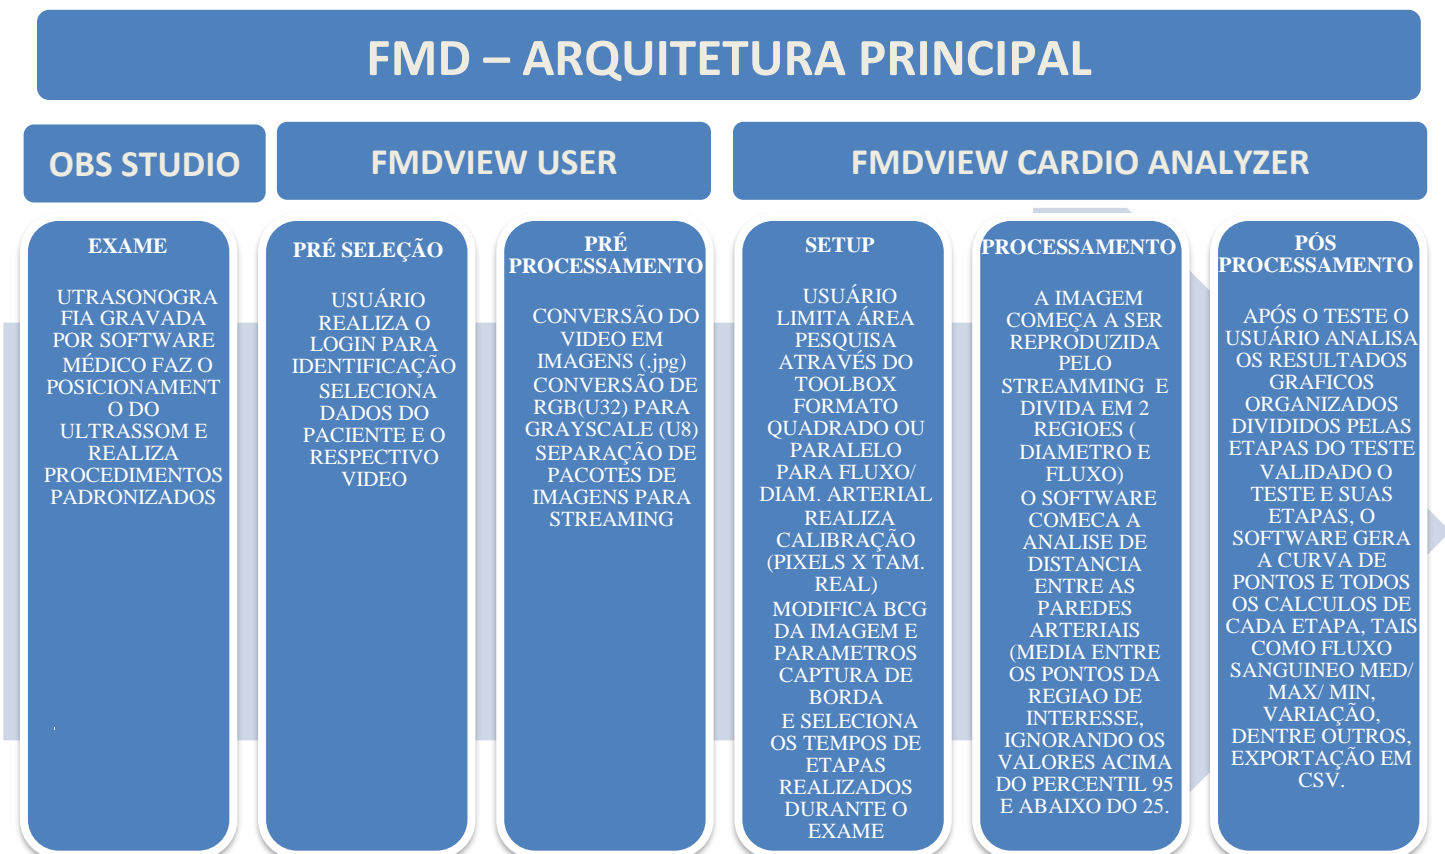 FMD – ARQUITETURA PRINCIPAL
OBS STUDIO
FMDVIEW USER
FMDVIEW CARDIO ANALYZER
EXAME
UTRASONOGRA
FIA GRAVADA
POR SOFTWARE
MÉDICO FAZ O
POSICIONAMENT
O DO
ULTRASSOM E
REALIZA
PROCEDIMENTOS
PADRONIZADOS
PRÉ SELEÇÃO
USUÁRIO
REALIZA O
LOGIN PARA
IDENTIFICAÇÃO
SELECIONA
DADOS DO
PACIENTE E O
RESPECTIVO
VIDEO
PRÉ
PROCESSAMENTO
CONVERSÃO DO
VIDEO EM
IMAGENS (.jpg)
CONVERSÃO DE
RGB(U32) PARA
GRAYSCALE (U8)
SEPARAÇÃO DE
PACOTES DE
IMAGENS PARA
STREAMING
SETUP
USUÁRIO
LIMITA ÁREA
PESQUISA
ATRAVÉS DO
TOOLBOX
FORMATO
QUADRADO OU
PARALELO
PARA FLUXO/
DIAM. ARTERIAL
REALIZA
CALIBRAÇÃO
(PIXELS X TAM.
REAL)
MODIFICA BCG
DA IMAGEM E
PARAMETROS
CAPTURA DE
BORDA
E SELECIONA
OS TEMPOS DE
ETAPAS
REALIZADOS
DURANTE O
EXAME
PROCESSAMENTO
A IMAGEM
COMEÇA A SER
REPRODUZIDA
PELO
STREAMMING E
DIVIDA EM 2
REGIOES (
DIAMETRO E
FLUXO)
O SOFTWARE
COMECA A
ANALISE DE
DISTANCIA
ENTRE AS
PAREDES
ARTERIAIS
(MEDIA ENTRE
OS PONTOS DA
REGIAO DE
INTERESSE,
IGNORANDO OS
VALORES ACIMA
DO PERCENTIL 95
E ABAIXO DO 25.
PÓS
PROCESSAMENTO
APÓS O TESTE O
USUÁRIO ANALISA
OS RESULTADOS
GRAFICOS
ORGANIZADOS
DIVIDIDOS PELAS
ETAPAS DO TESTE
VALIDADO O
TESTE E SUAS
ETAPAS, O
SOFTWARE GERA
A CURVA DE
PONTOS E TODOS
OS CALCULOS DE
CADA ETAPA, TAIS
COMO FLUXO
SANGUINEO MED/
MAX/ MIN,
VARIAÇÃO,
DENTRE OUTROS,
EXPORTAÇÃO EM
CSV.